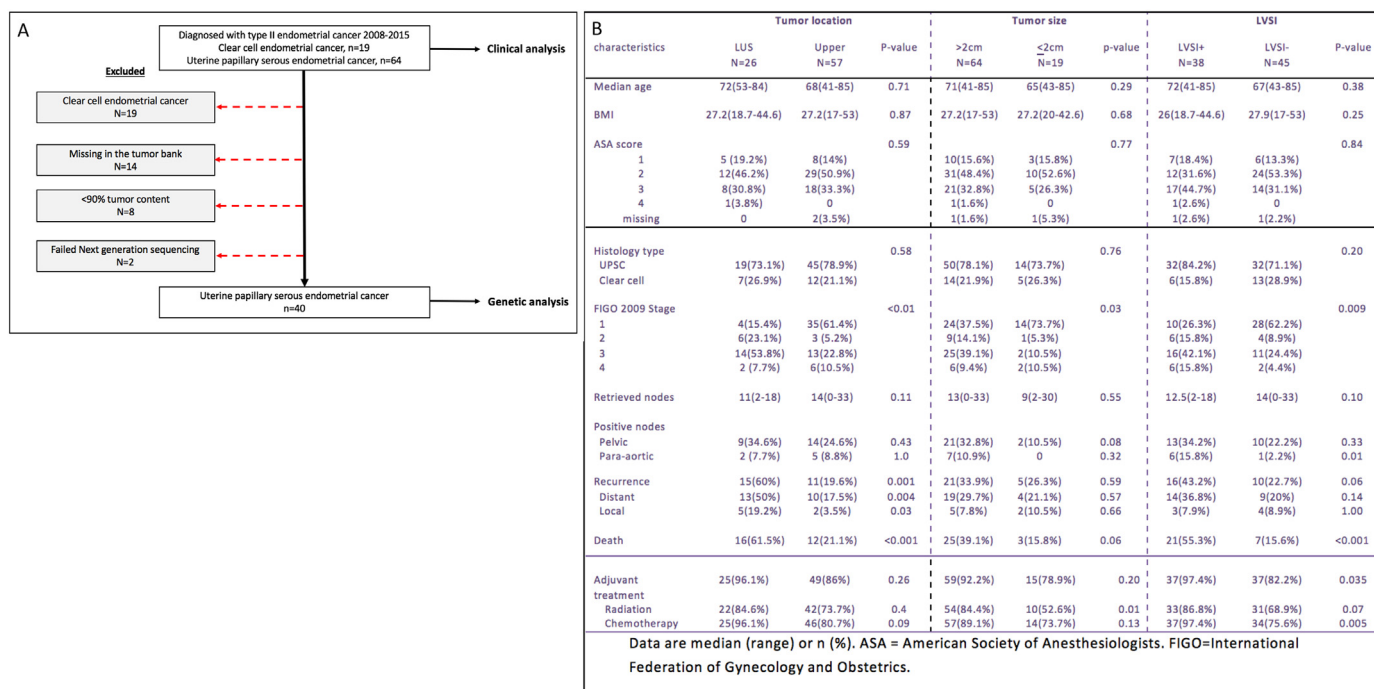 A
Diagnosed with type II endometrial cancer 2008-2015
Clear cell endometrial cancer, n=19
Uterine papillary serous endometrial cancer, n=64
Clinical analysis
Excluded
Clear cell endometrial cancer
N=19
Missing in the tumor bank
N=14
<90% tumor content
N=8
Failed Next generation sequencing
N=2
Uterine papillary serous endometrial cancer
n=40
Genetic analysis
B
Tumor location Tumor size LVSI
characteristics LUS Upper P-value >2cm ≤2cm p-value LVSI+ LVSI- P-value
N=26 N=57 N=64 N=19 N=38 N=45
Median age 72(53-84) 68(41-85) 0.71 71(41-85) 65(43-85) 0.29 72(41-85) 67(43-85) 0.38
BMI 27.2(18.7-44.6) 27.2(17-53) 0.87 27.2(17-53) 27.2(20-42.6) 0.68 26(18.7-44.6) 27.9(17-53) 0.25
ASA score 0.59 0.77 0.84
1 5 (19.2%) 8(14%) 10(15.6%) 3(15.8%) 7(18.4%) 6(13.3%)
2 12(46.2%) 29(50.9%) 31(48.4%) 10(52.6%) 12(31.6%) 24(53.3%)
3 8(30.8%) 18(33.3%) 21(32.8%) 5(26.3%) 17(44.7%) 14(31.1%)
4 1(3.8%) 0 1(1.6%) 0 1(2.6%) 0
missing 0 2(3.5%) 1(1.6%) 1(5.3%) 1(2.6%) 1(2.2%)
Histology type 0.58 0.76 0.20
UPSC 19(73.1%) 45(78.9%) 50(78.1%) 14(73.7%) 32(84.2%) 32(71.1%)
Clear cell 7(26.9%) 12(21.1%) 14(21.9%) 5(26.3%) 6(15.8%) 13(28.9%)
FIGO 2009 Stage <0.01 0.03 0.009
1 4(15.4%) 35(61.4%) 24(37.5%) 14(73.7%) 10(26.3%) 28(62.2%)
2 6(23.1%) 3 (5.2%) 9(14.1%) 1(5.3%) 6(15.8%) 4(8.9%)
3 14(53.8%) 13(22.8%) 25(39.1%) 2(10.5%) 16(42.1%) 11(24.4%)
4 2 (7.7%) 6(10.5%) 6(9.4%) 2(10.5%) 6(15.8%) 2(4.4%)
Retrieved nodes 11(2-18) 14(0-33) 0.11 13(0-33) 9(2-30) 0.55 12.5(2-18) 14(0-33) 0.10
Positive nodes
Pelvic 9(34.6%) 14(24.6%) 0.43 21(32.8%) 2(10.5%) 0.08 13(34.2%) 10(22.2%) 0.33
Para-aortic 2 (7.7%) 5 (8.8%) 1.0 7(10.9%) 0 0.32 6(15.8%) 1(2.2%) 0.01
Recurrence 15(60%) 11(19.6%) 0.001 21(33.9%) 5(26.3%) 0.59 16(43.2%) 10(22.7%) 0.06
Distant 13(50%) 10(17.5%) 0.004 19(29.7%) 4(21.1%) 0.57 14(36.8%) 9(20%) 0.14
Local 5(19.2%) 2(3.5%) 0.03 5(7.8%) 2(10.5%) 0.66 3(7.9%) 4(8.9%) 1.00
Death 16(61.5%) 12(21.1%) <0.001 25(39.1%) 3(15.8%) 0.06 21(55.3%) 7(15.6%) <0.001
Adjuvant 25(96.1%) 49(86%) 0.26 59(92.2%) 15(78.9%) 0.20 37(97.4%) 37(82.2%) 0.035
treatment
Radiation 22(84.6%) 42(73.7%) 0.4 54(84.4%) 10(52.6%) 0.01 33(86.8%) 31(68.9%) 0.07
Chemotherapy 25(96.1%) 46(80.7%) 0.09 57(89.1%) 14(73.7%) 0.13 37(97.4%) 34(75.6%) 0.005
Data are median (range) or n (%). ASA = American Society of Anesthesiologists. FIGO=International
Federation of Gynecology and Obstetrics.